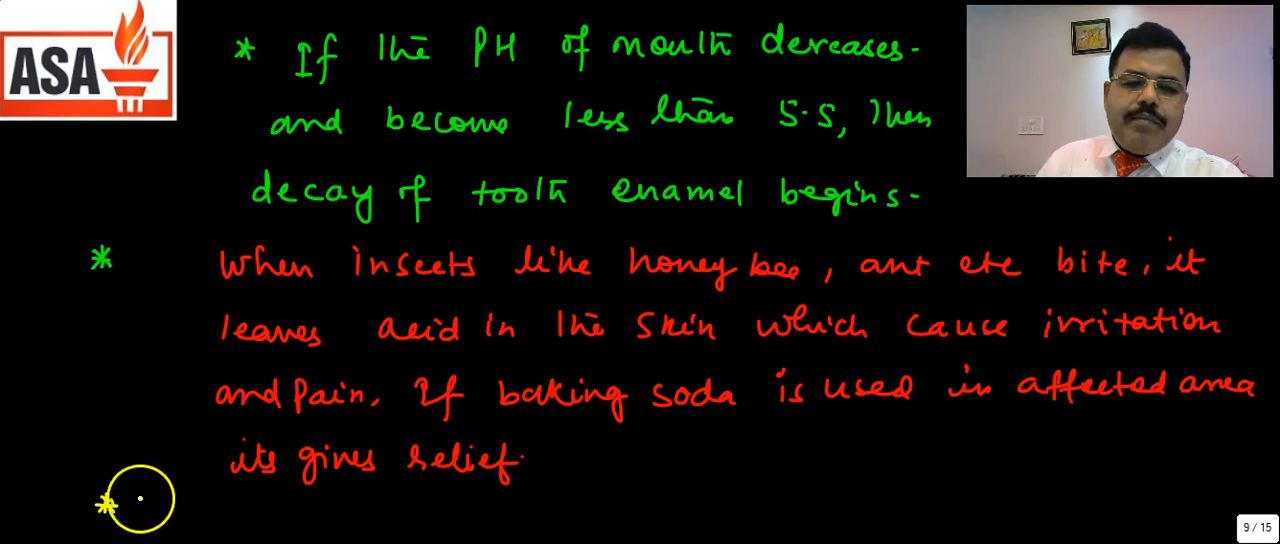 ASA
* If the PH of mouth dereases.
and become less than 5.5, then
decay of tooth enamel begins.
* When insects like honey bee, ant etc bite, it
leaves acid in the skin which cause irritation
and Pain. If baking soda is used in affected area
its gives relief.
*
9 / 15